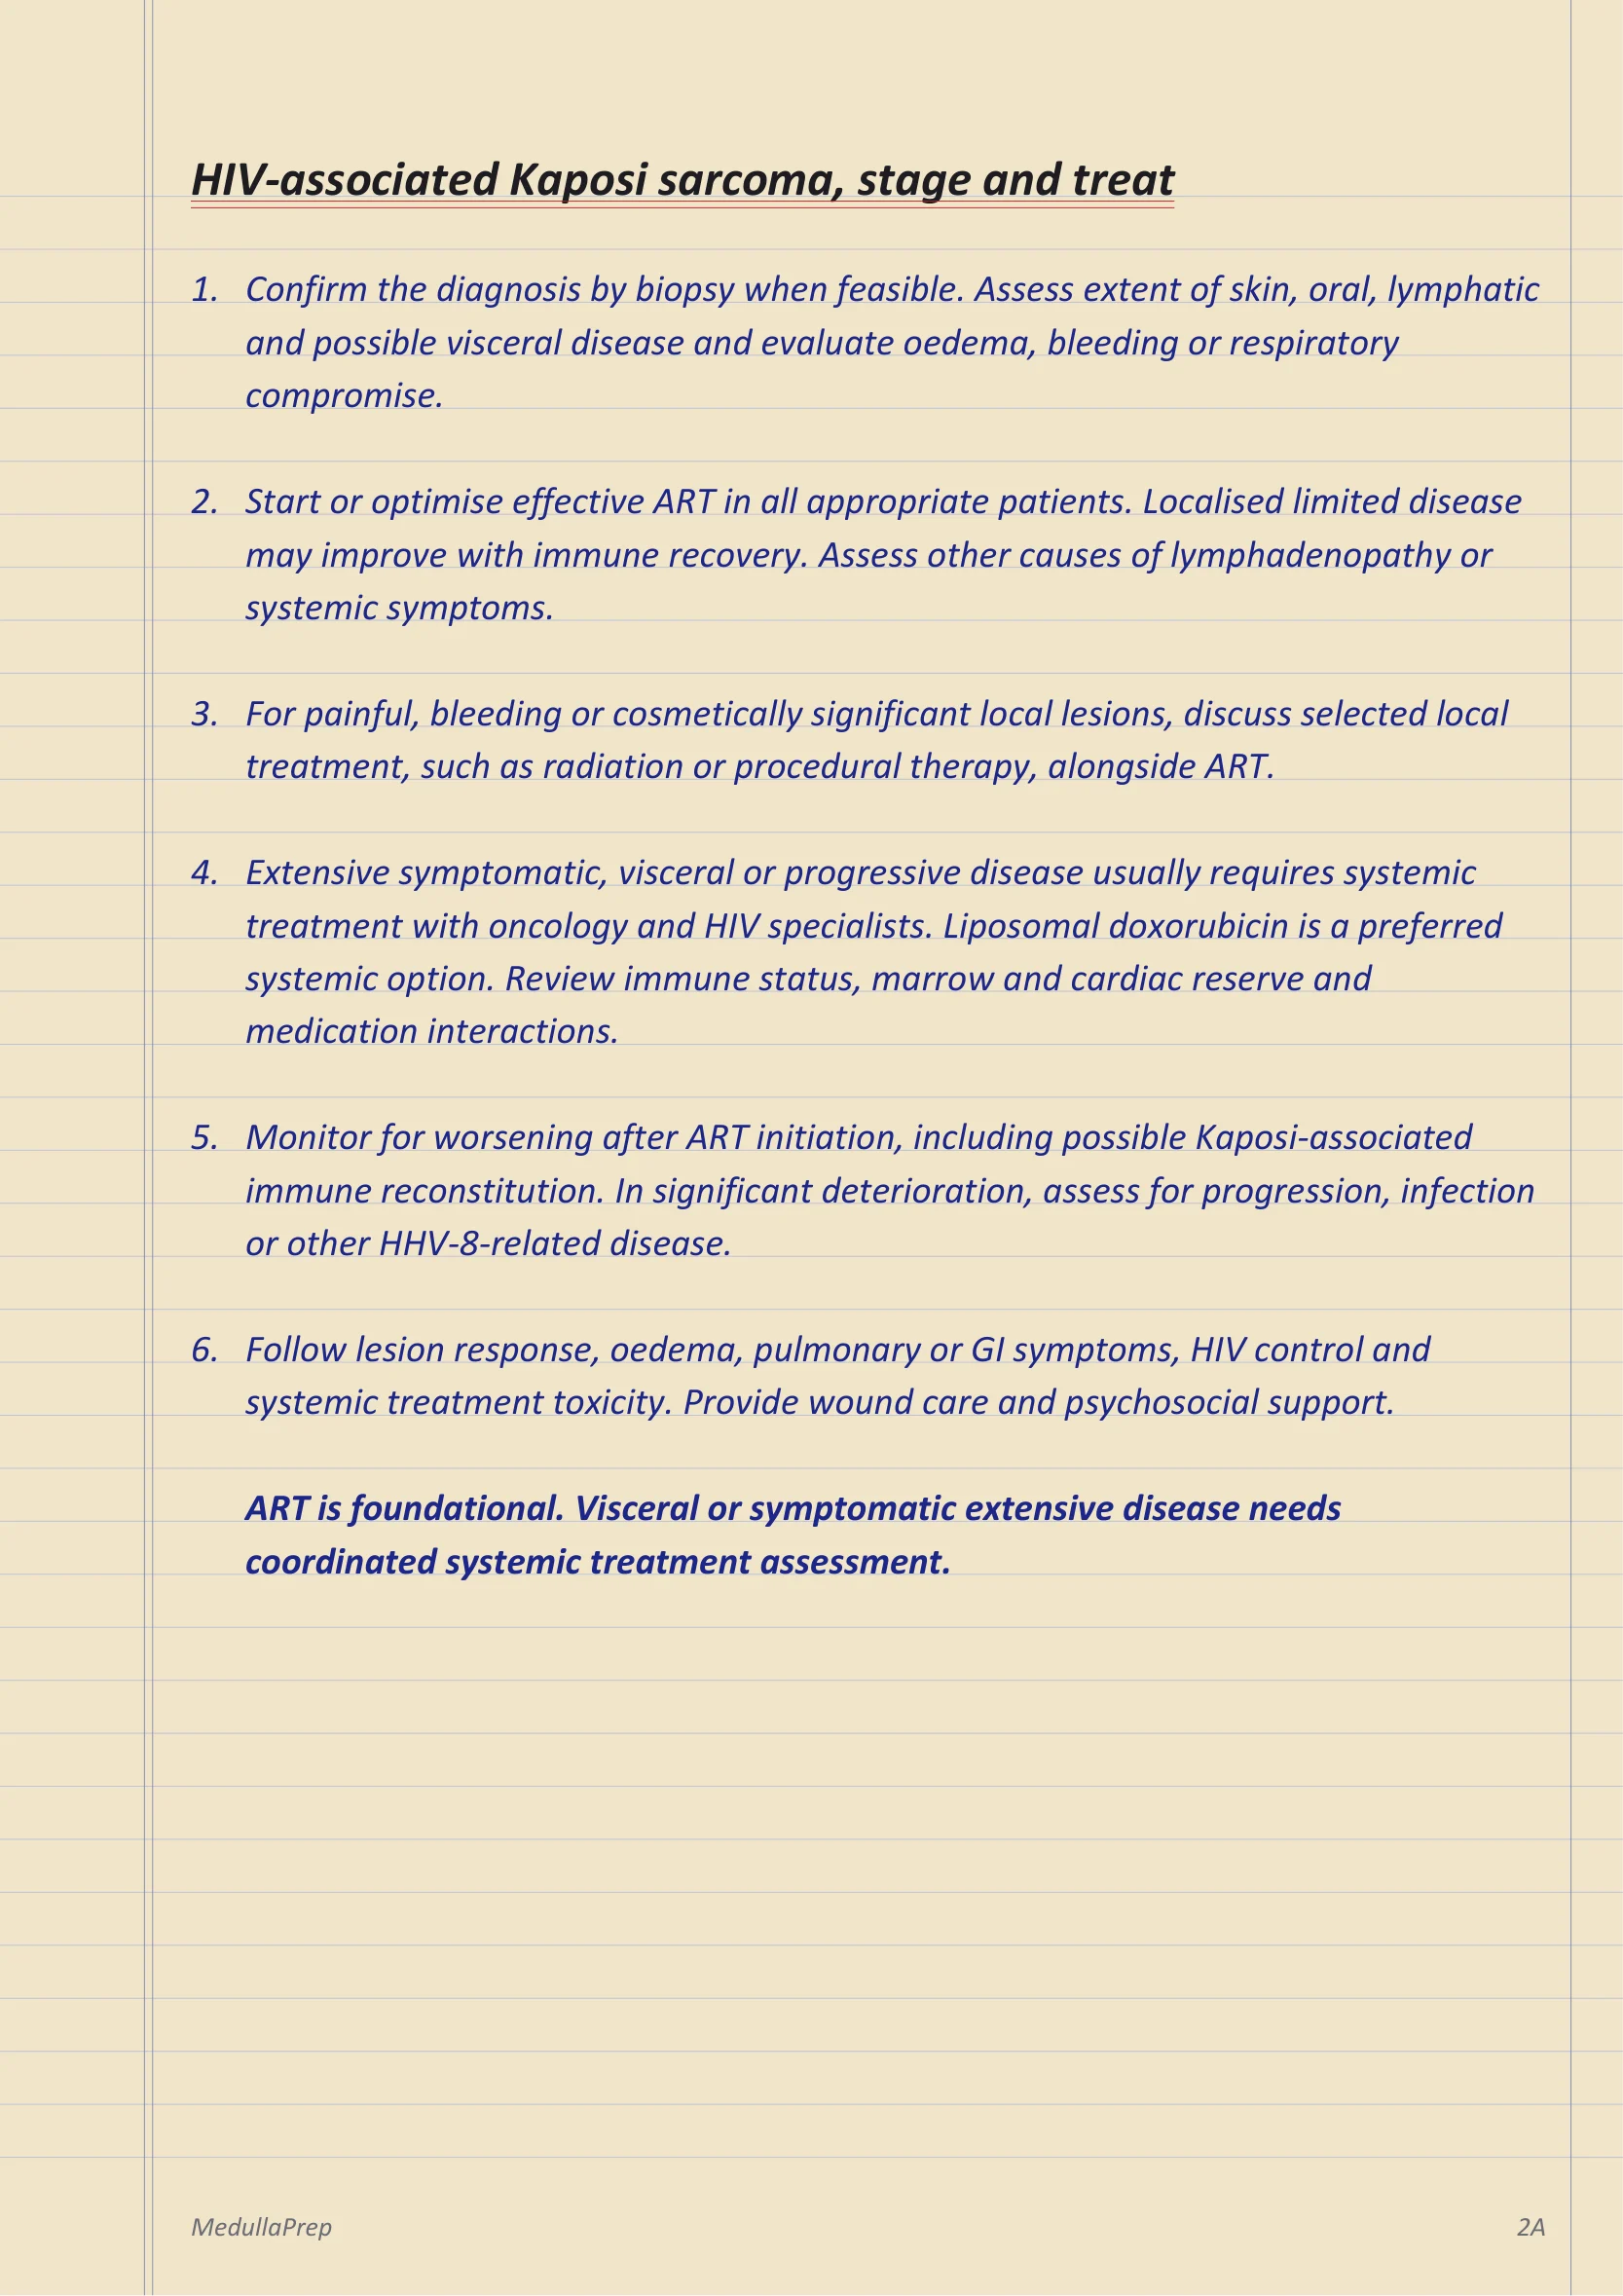 HIV-associated Kaposi sarcoma, stage and treat
1. Confirm the diagnosis by biopsy when feasible. Assess extent of skin, oral, lymphatic
and possible visceral disease and evaluate oedema, bleeding or respiratory
compromise.
2. Start or optimise effective ART in all appropriate patients. Localised limited disease
may improve with immune recovery. Assess other causes of lymphadenopathy or
systemic symptoms.
3. For painful, bleeding or cosmetically significant local lesions, discuss selected local
treatment, such as radiation or procedural therapy, alongside ART.
4. Extensive symptomatic, visceral or progressive disease usually requires systemic
treatment with oncology and HIV specialists. Liposomal doxorubicin is a preferred
systemic option. Review immune status, marrow and cardiac reserve and
medication interactions.
5. Monitor for worsening after ART initiation, including possible Kaposi-associated
immune reconstitution. In significant deterioration, assess for progression, infection
or other HHV-8-related disease.
6. Follow lesion response, oedema, pulmonary or GI symptoms, HIV control and
systemic treatment toxicity. Provide wound care and psychosocial support.
ART is foundational. Visceral or symptomatic extensive disease needs
coordinated systemic treatment assessment.
MedullaPrep
2A